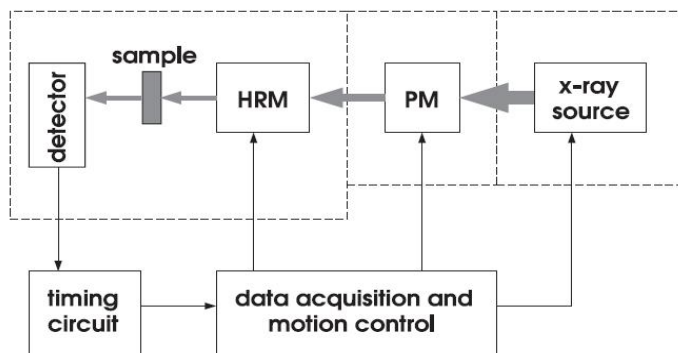 sample
detector
HRM
PM
x-ray
source
timing
circuit
data acquisition and
motion control